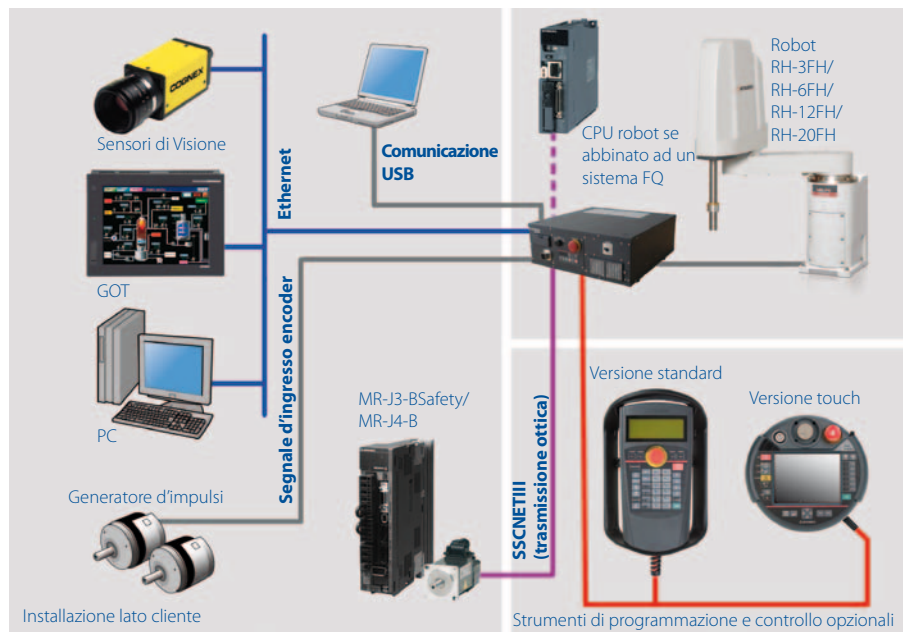 COGNEX
Sensori di Visione
GOT
PC
Generatore d'impulsi
Installazione lato cliente
Ethernet
Comunicazione
USB
Segnale d'ingresso encoder
MR-J3-BSafety/
MR-J4-B
SSCNETIII
(trasmissione ottica)
CPU robot se
abbinato ad un
sistema FQ
Robot
RH-3FH/
RH-6FH/
RH-12FH/
RH-20FH
Versione standard
Versione touch
Strumenti di programmazione e controllo opzionali